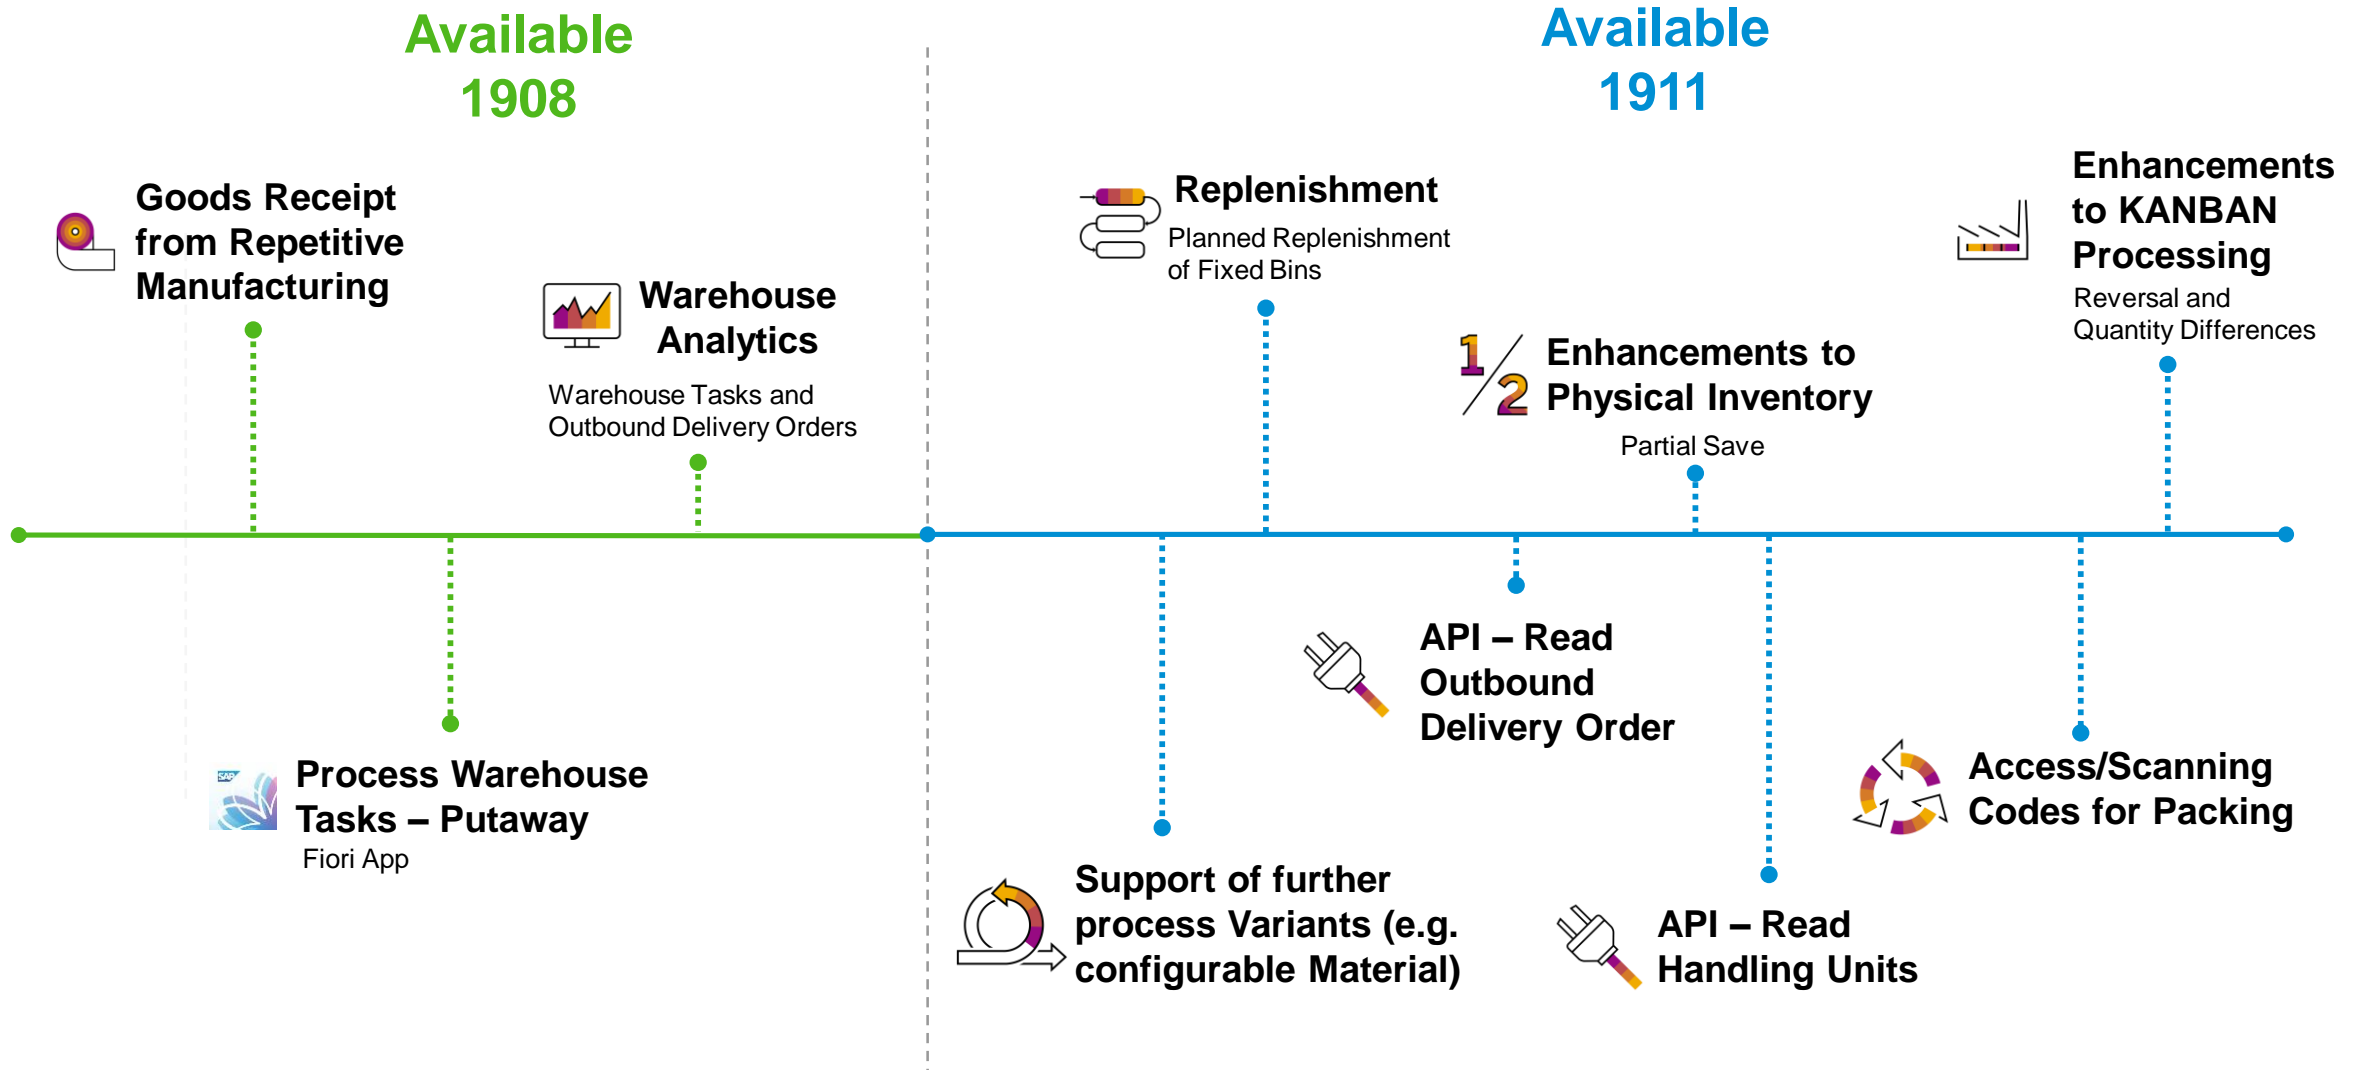 Available
1908
Available
1911
Goods Receipt
from Repetitive
Manufacturing
Warehouse
Analytics
Warehouse Tasks and
Outbound Delivery Orders
SAP
Process Warehouse
Tasks – Putaway
Fiori App
Replenishment
Planned Replenishment
of Fixed Bins
1/2
Enhancements to
Physical Inventory
Partial Save
Enhancements
to KANBAN
Processing
Reversal and
Quantity Differences
API – Read
Outbound
Delivery Order
Access/Scanning
Codes for Packing
Support of further
process Variants (e.g.
configurable Material)
API – Read
Handling Units